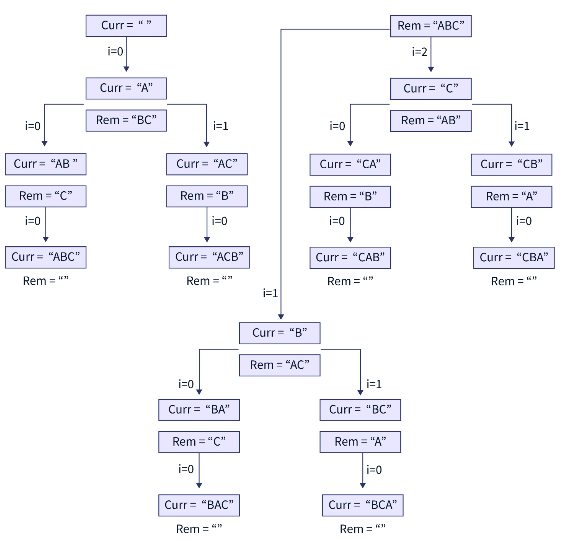 Curr = “ ”
Rem = “ABC”
i=0
i=2
Curr = “A”
Rem = “BC”
Curr = “C”
Rem = “AB”
i=0
i=1
i=0
i=1
Curr = “AB ”
Rem = “C”
Curr = “AC”
Rem = “B”
Curr = “CA”
Rem = “B”
Curr = “CB”
Rem = “A”
i=0
i=0
i=0
i=0
Curr = “ABC”
Rem = “”
Curr = “ACB”
Rem = “”
Curr = “CAB”
Rem = “”
Curr = “CBA”
Rem = “”
i=1
Curr = “B”
Rem = “AC”
i=0
i=1
Curr = “BA”
Rem = “C”
Curr = “BC”
Rem = “A”
i=0
i=0
Curr = “BAC”
Rem = “”
Curr = “BCA”
Rem = “”